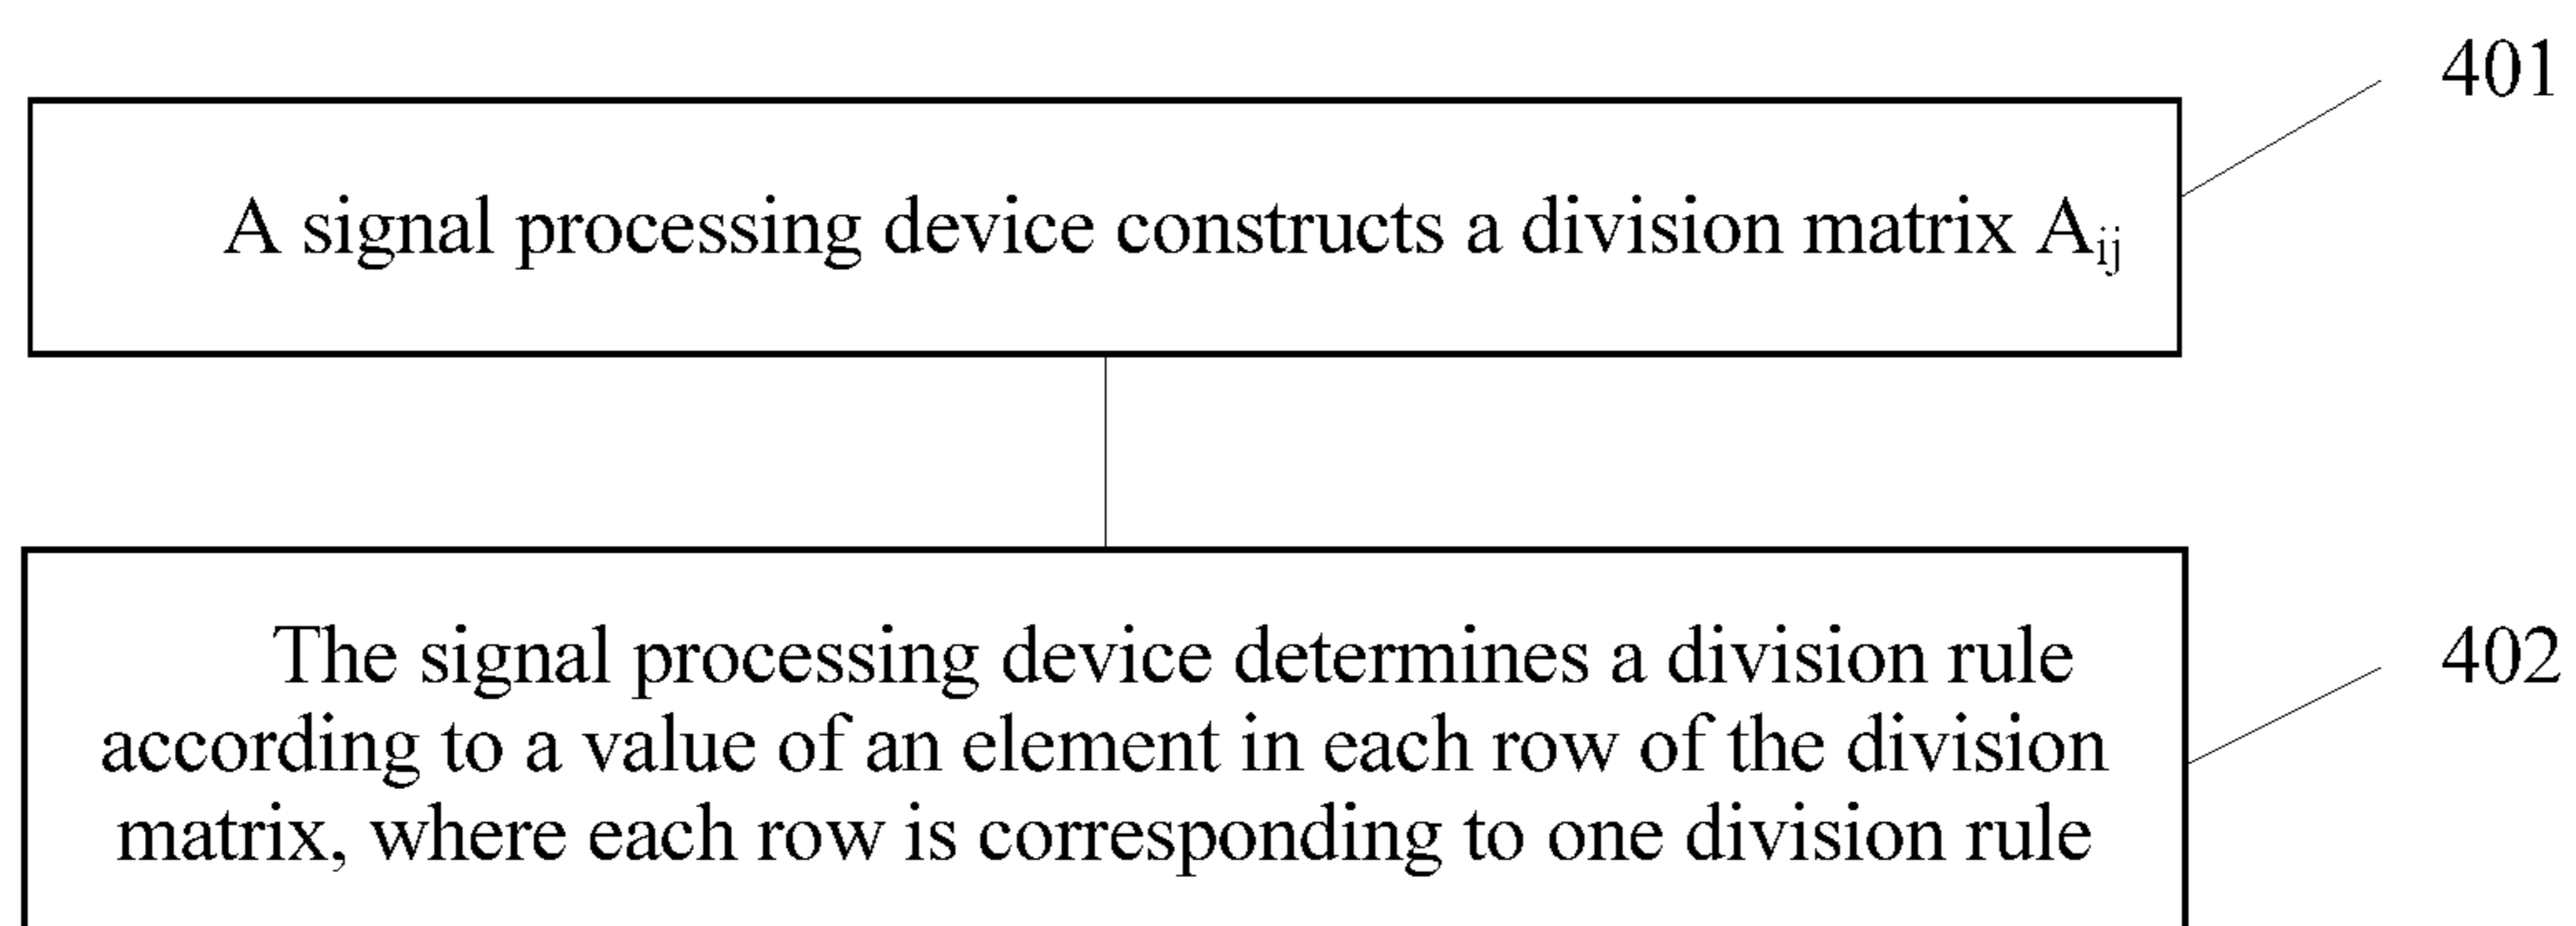 401
A signal processing device constructs a division matrix Aij
The signal processing device determines a division rule
402
according to a value of an element in each row of the division
matrix, where each row is corresponding to one division rule